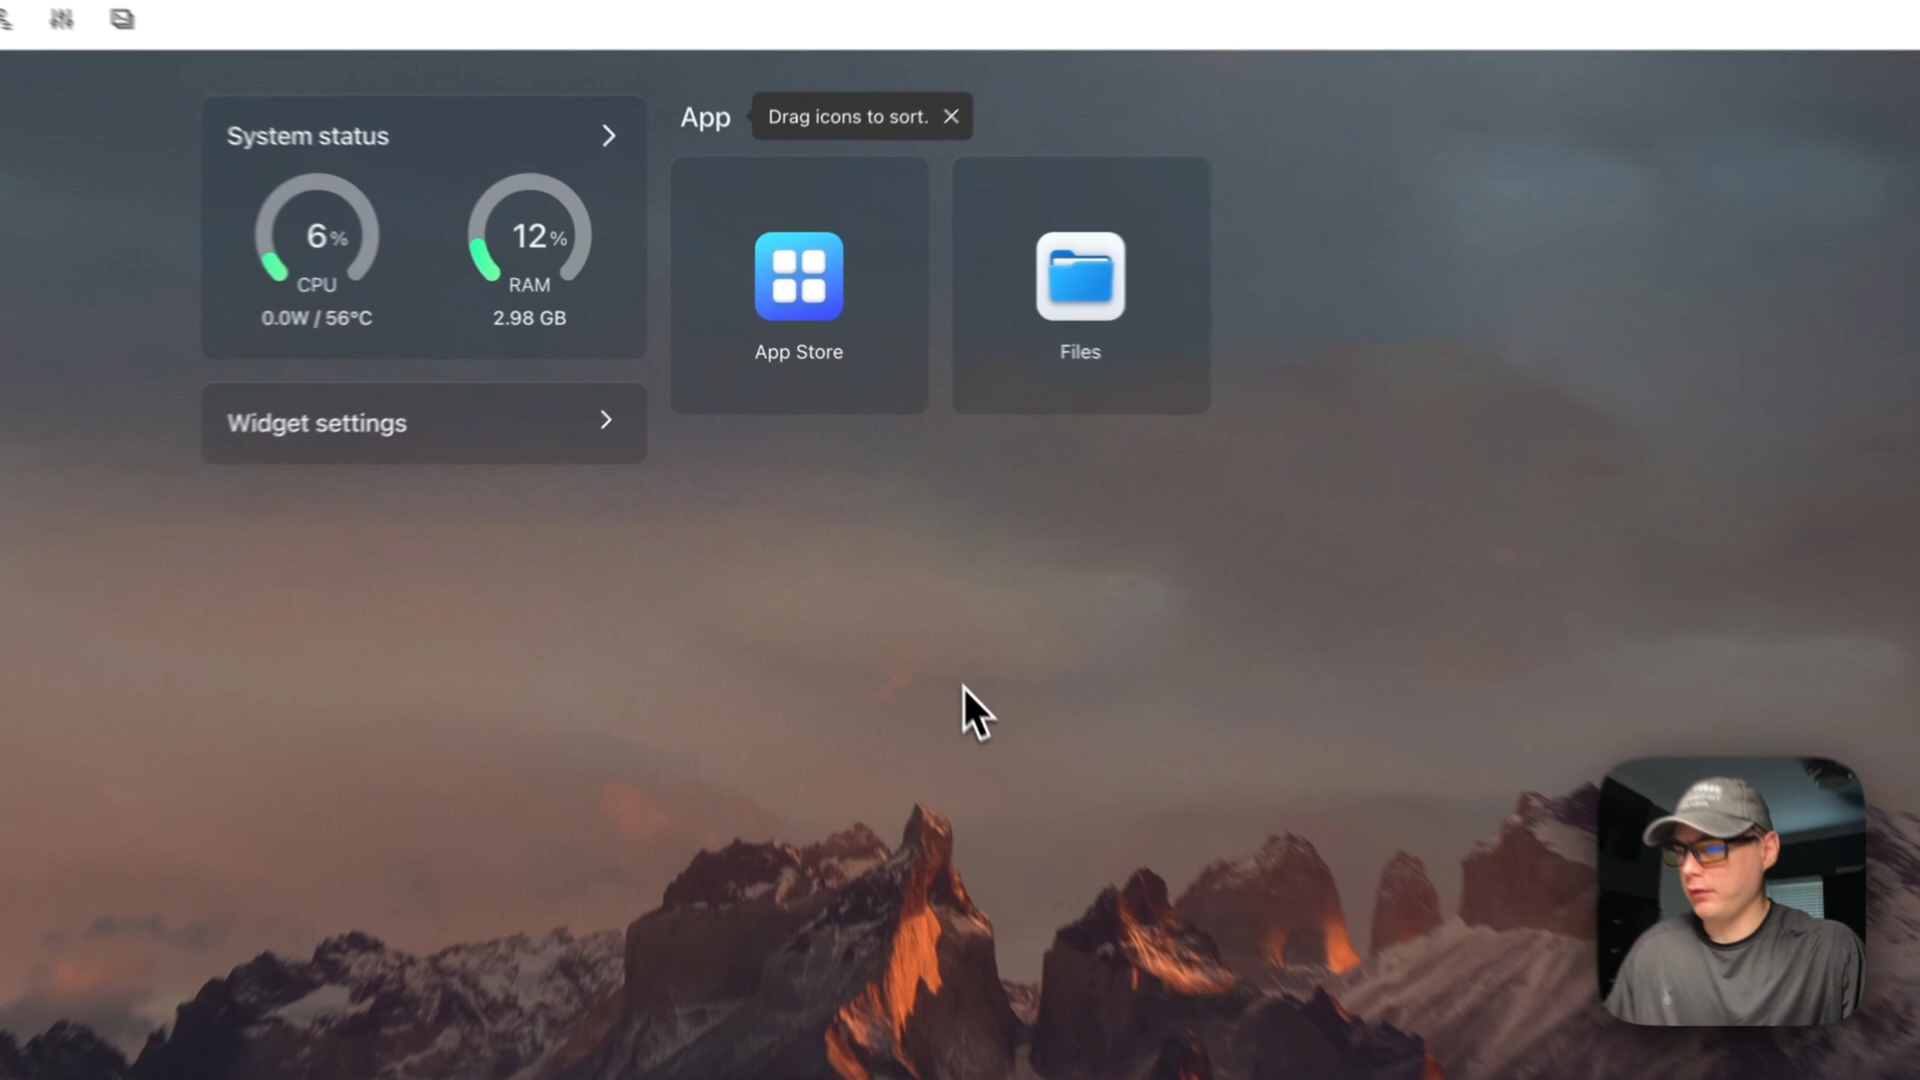 System status
6%
CPU
0.0W / 56°C
12%
RAM
2.98 GB
Widget settings
App
Drag icons to sort.
App Store
Files